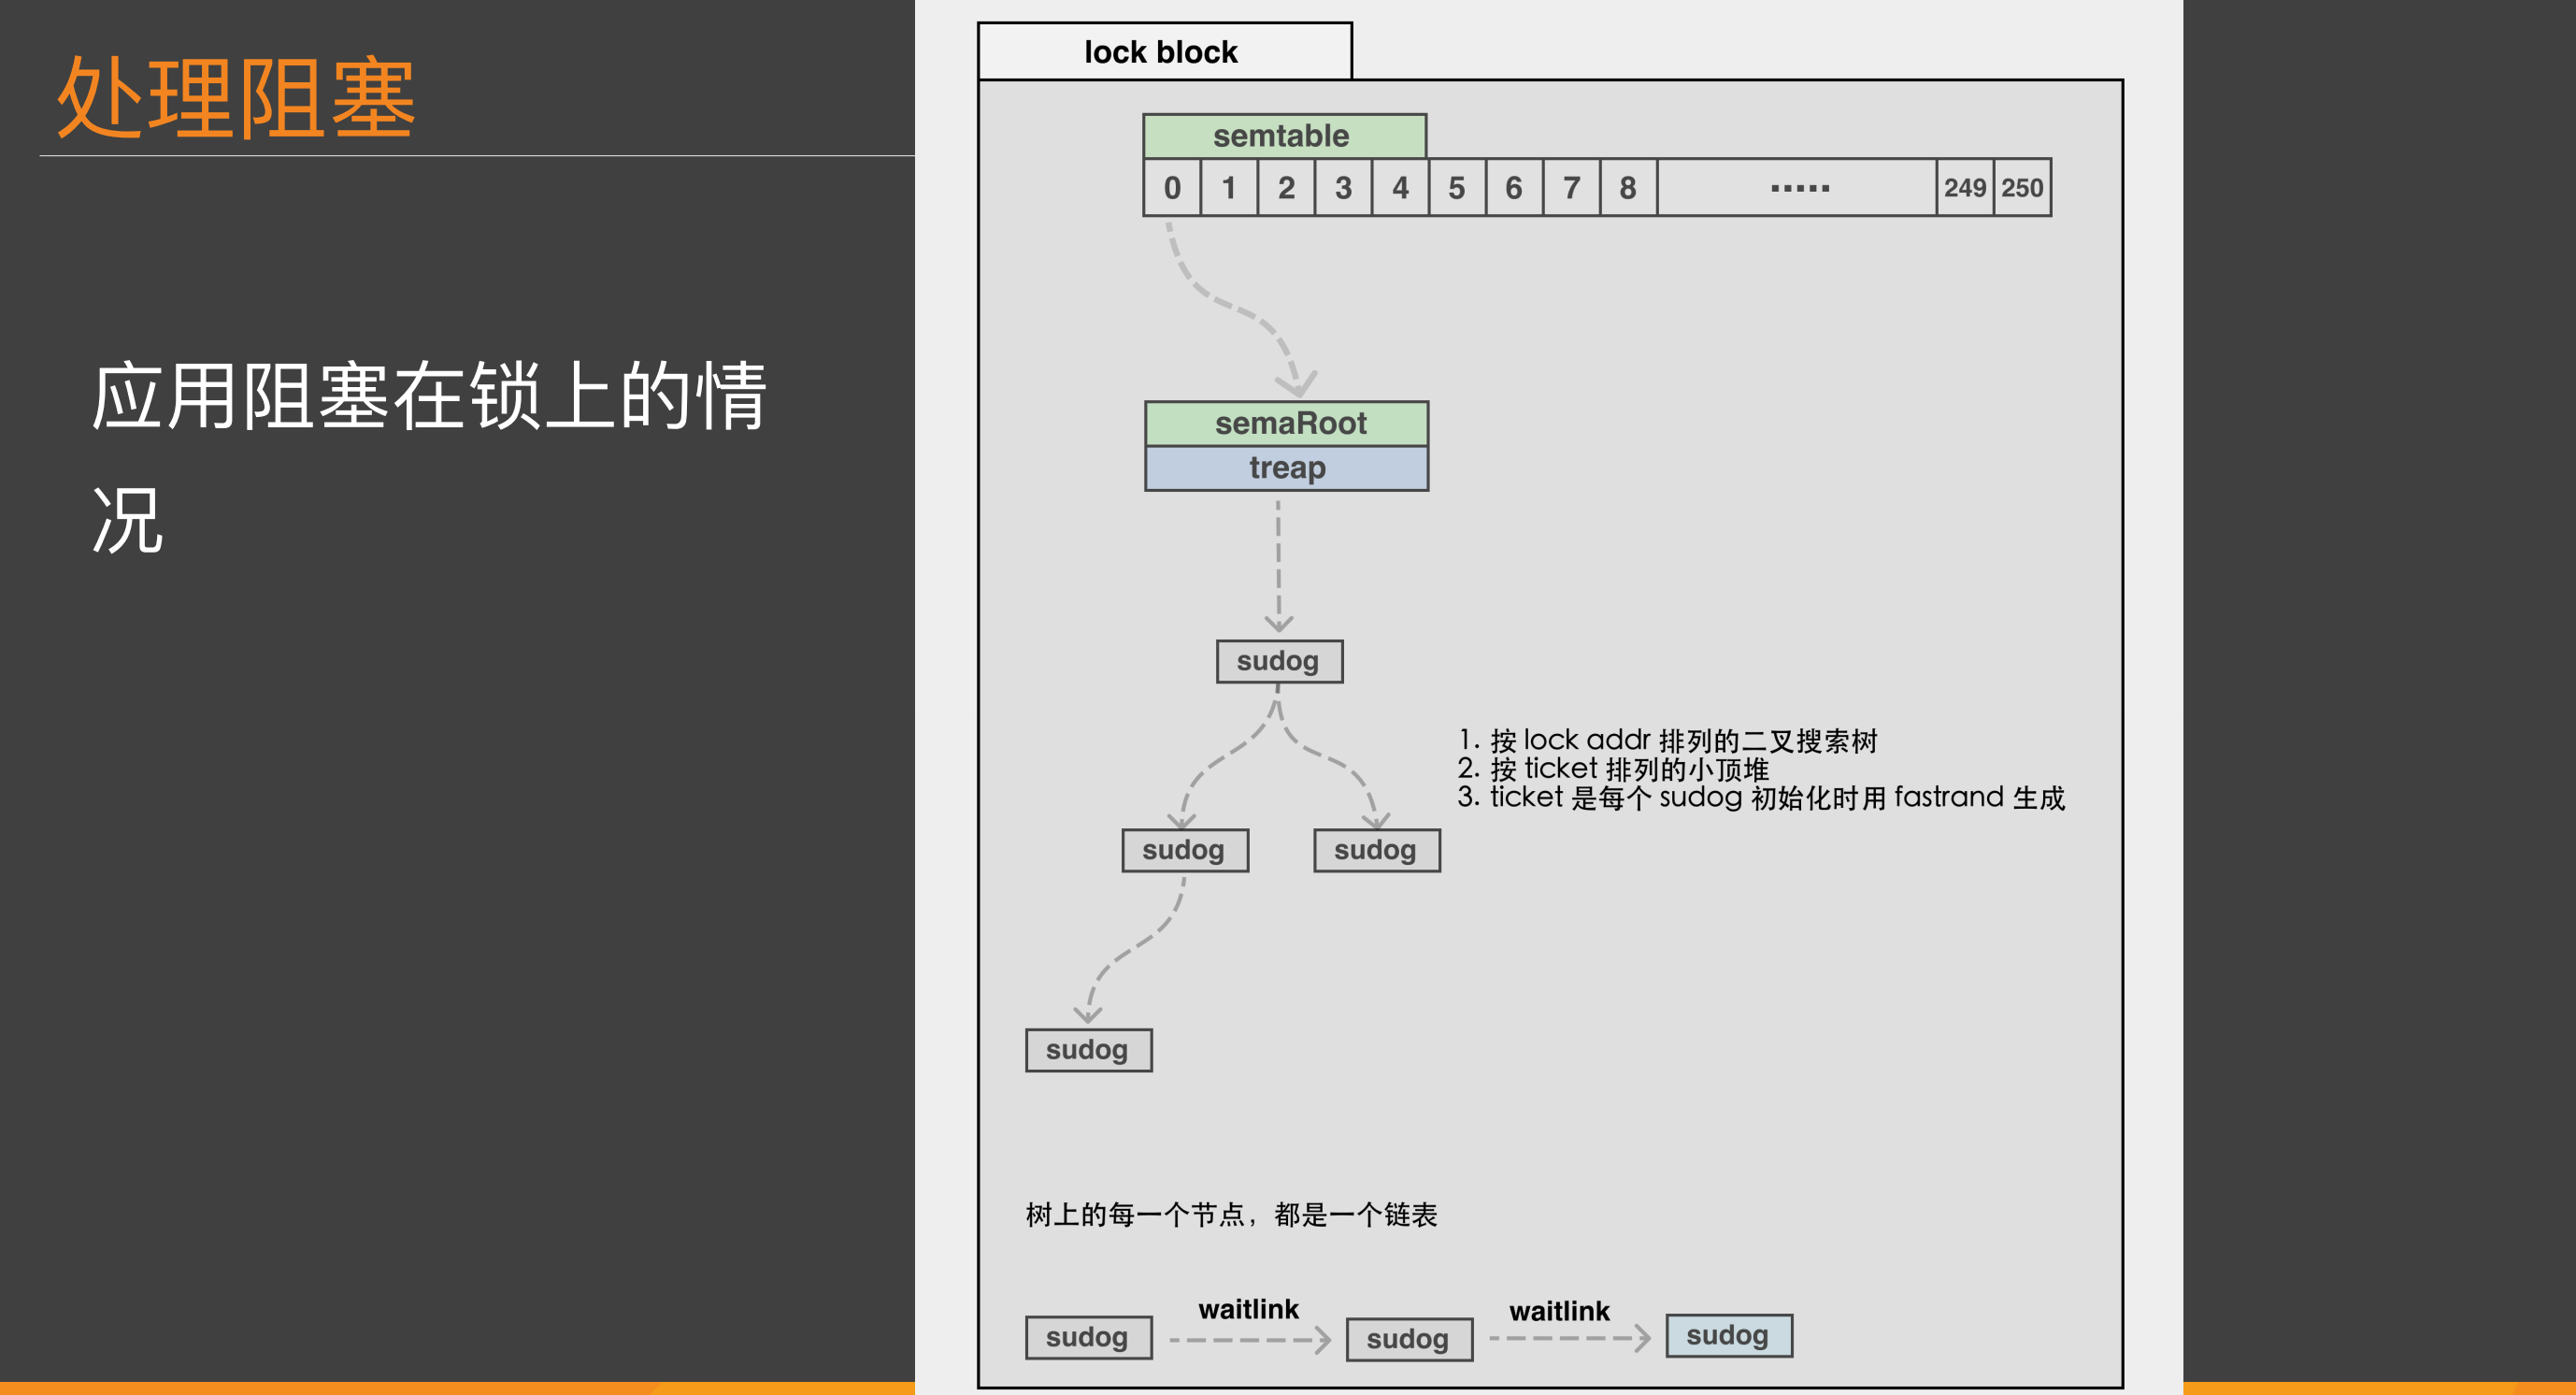 处理阻塞
应用阻塞在锁上的情
况
lock block
semtable
0 1 2 3 4 5 6 7 8 ····· 249 250
semaRoot
treap
sudog
1. 按 lock addr 排列的二叉搜索树
2. 按 ticket 排列的小顶堆
3. ticket 是每个 sudog 初始化时用 fastrand 生成
sudog sudog
sudog
树上的每一个节点，都是一个链表
waitlink waitlink
sudog sudog sudog